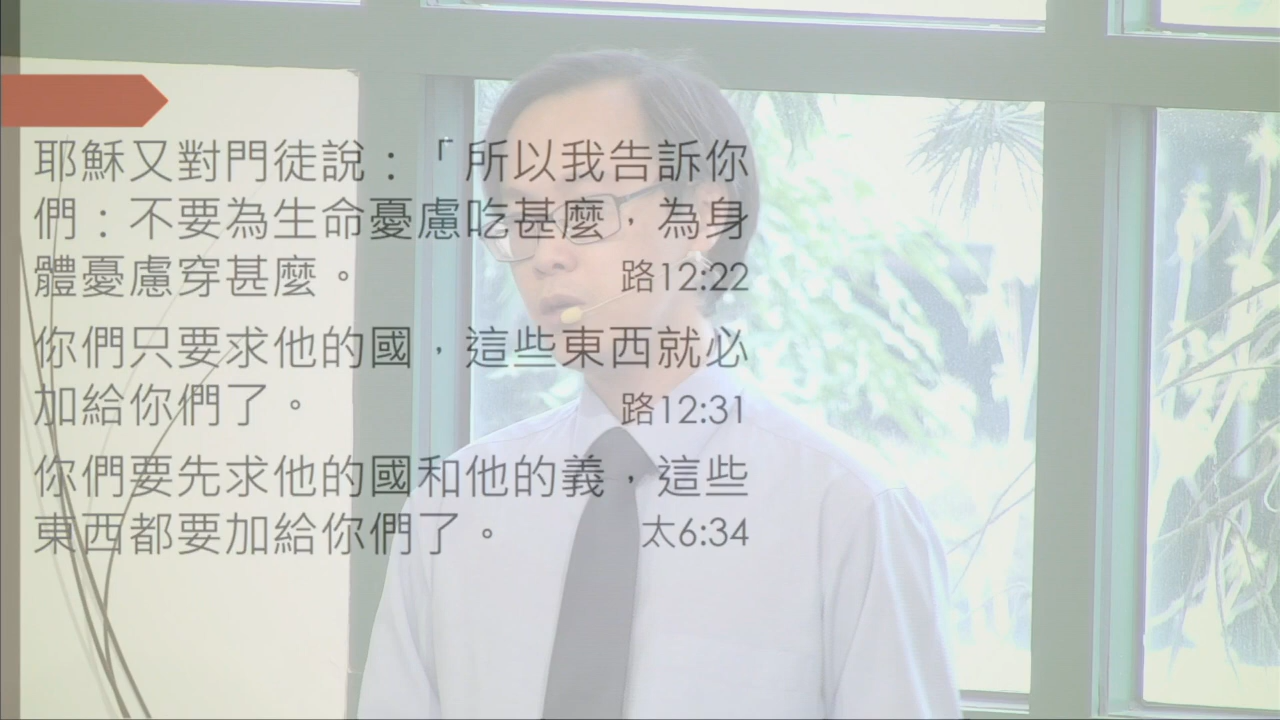 耶穌又對門徒說：「所以我告訴你
們：不要為生命憂慮吃甚麼，為身
體憂慮穿甚麼。 路12:22
你們只要求他的國，這些東西就必
加給你們了。 路12:31
你們要先求他的國和他的義，這些
東西都要加給你們了。 太6:34